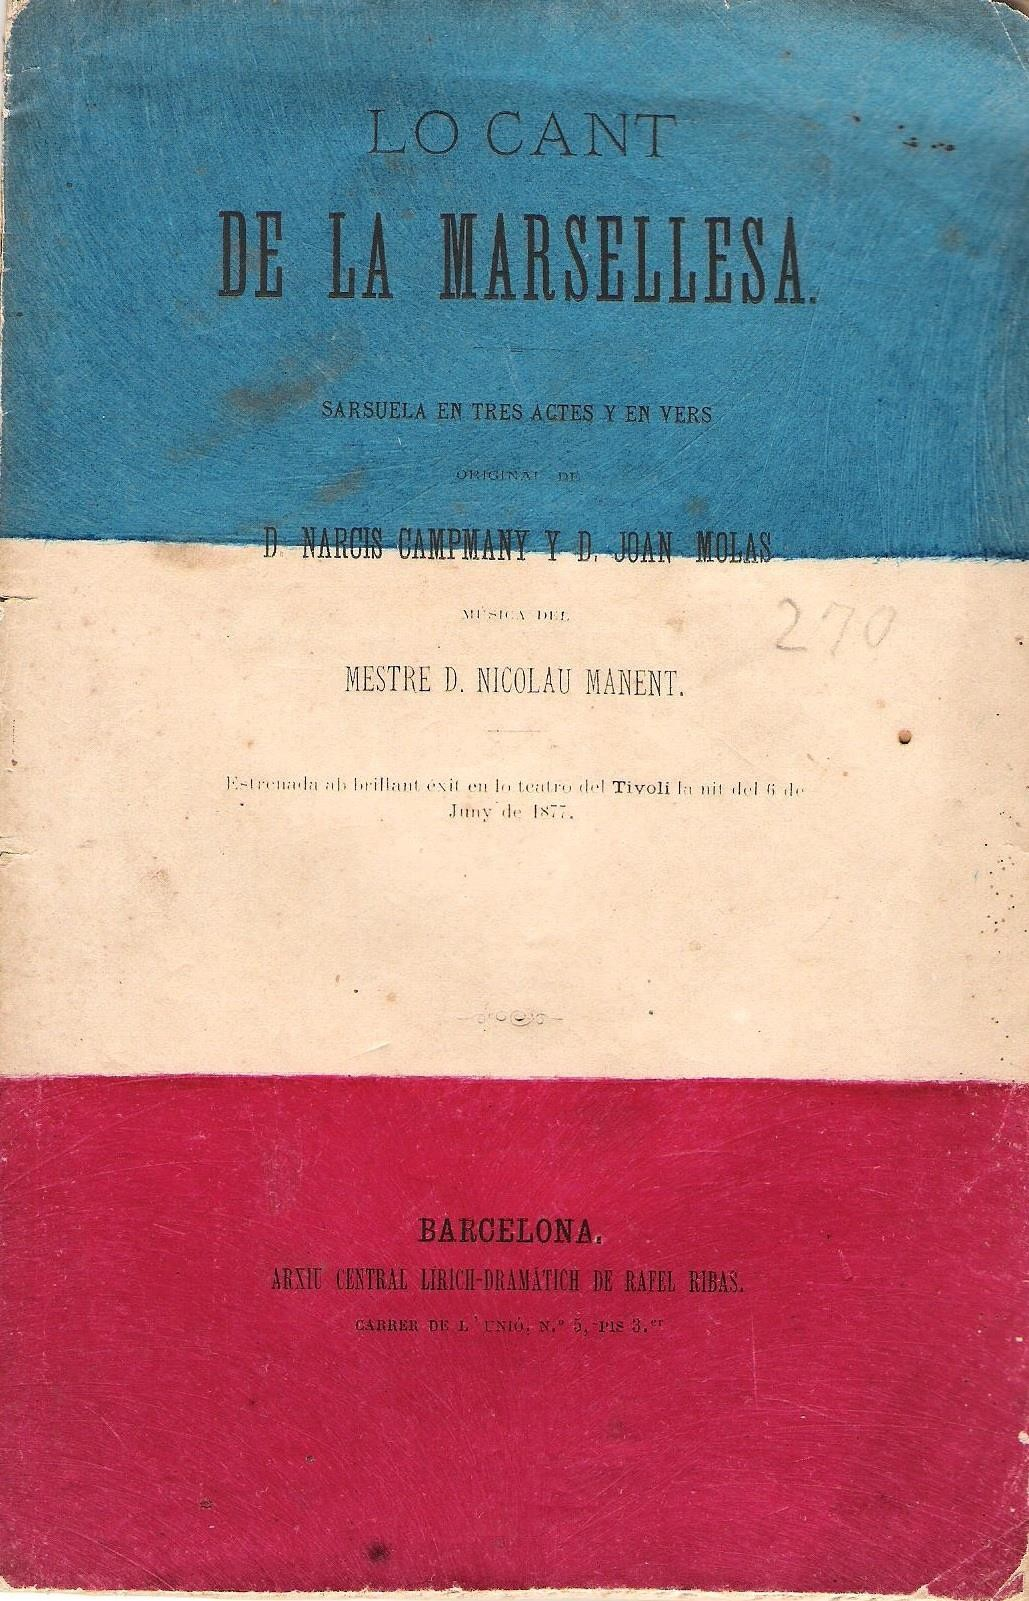 LO CANT
DE LA MARSELLESA.
SARSUELA EN TRES ACTES Y EN VERS
ORIGINAL DE
D. NARCIS CAMPMANY Y D. JOAN MOLAS
MÚSICA DEL
270
MESTRE D. NICOLAU MANENT.
Estrenada ab brillant éxit en lo teatro del Tivoli la nit del 6 de
Juny de 1877.
BARCELONA.
ARXIU CENTRAL LÍRICH-DRAMÁTICH DE RAFEL RIBAS.
CARRER DE L'UNIÓ, N.º 5, PIS 3.er